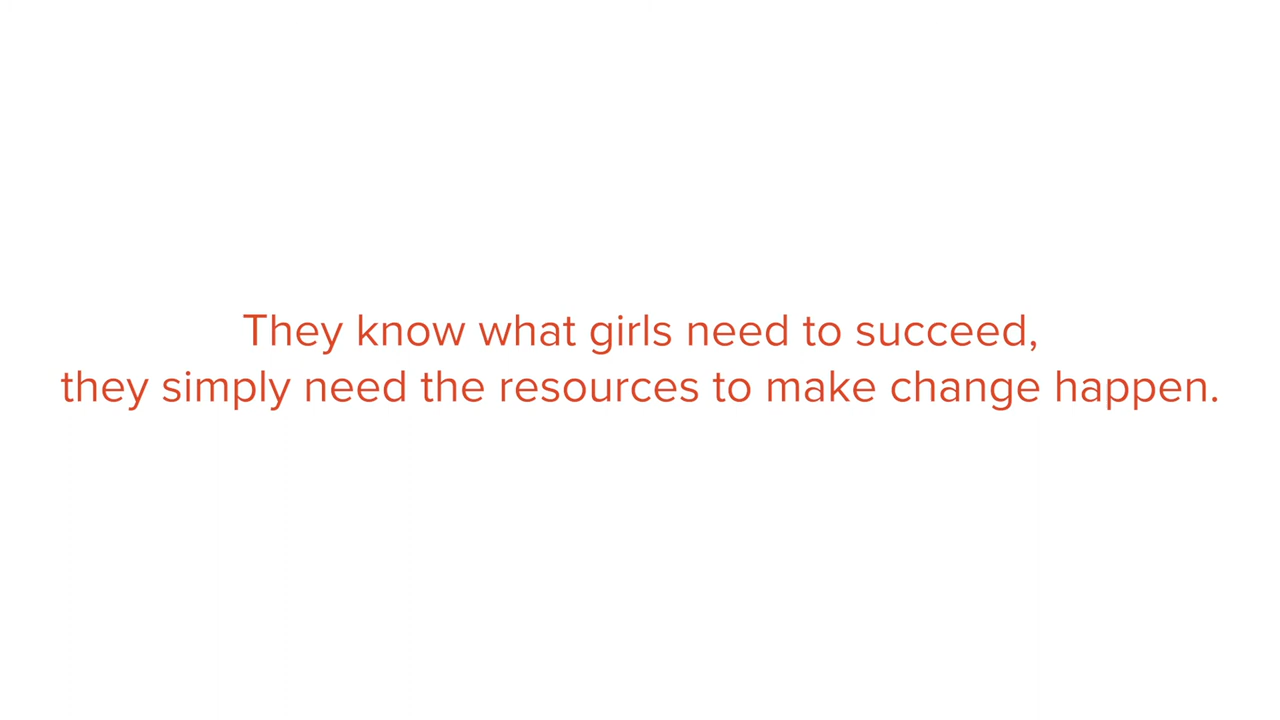 They know what girls need to succeed,
they simply need the resources to make change happen.